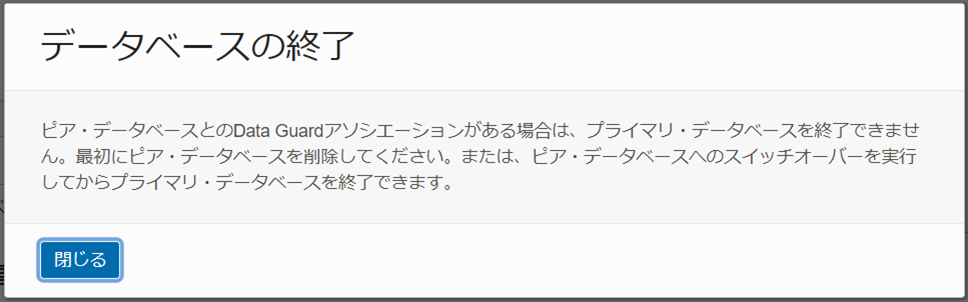 データベースの終了
ピア・データベースとのData Guardアソシエーションがある場合は、プライマリ・データベースを終了できませ
ん。最初にピア・データベースを削除してください。または、ピア・データベースへのスイッチオーバーを実行
してからプライマリ・データベースを終了できます。
閉じる